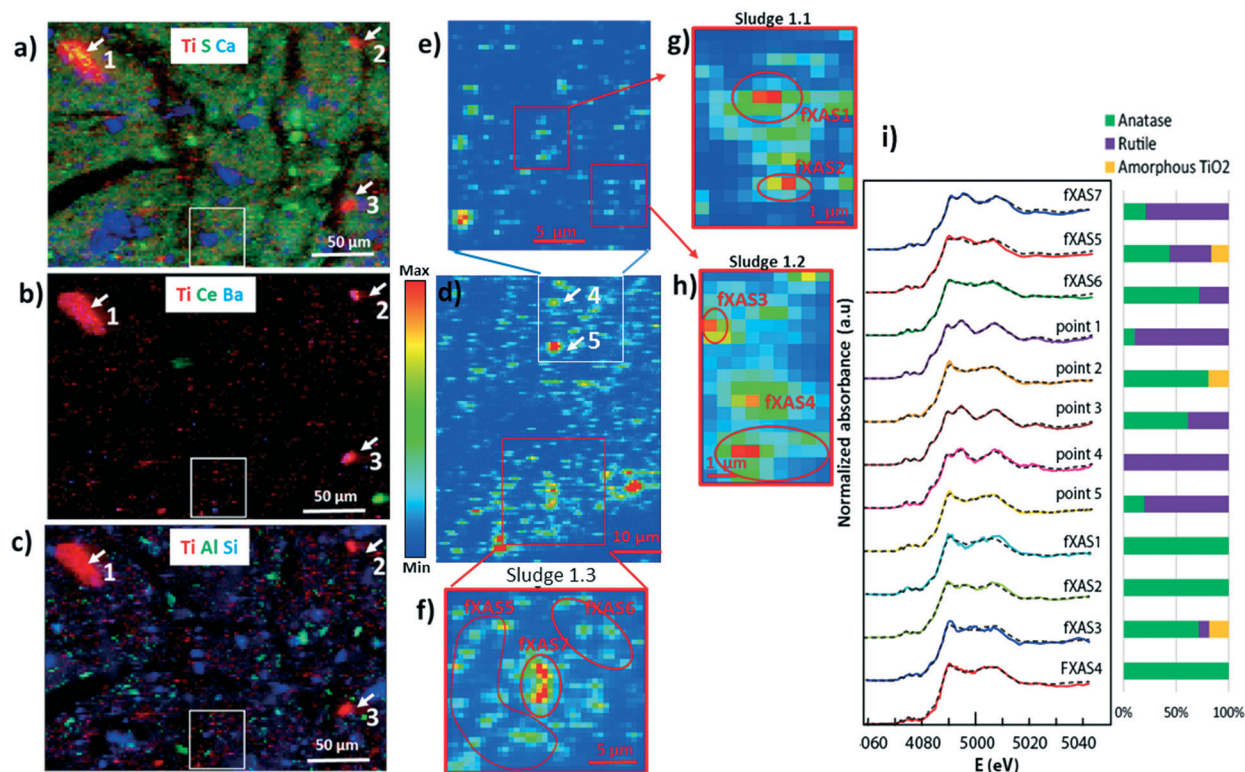 a)
Ti S Ca
1
2
3
50 µm
b)
Ti Ce Ba
1
2
3
50 µm
c)
Ti Al Si
1
2
3
50 µm
Max
Min
e)
5 µm
d)
4
5
10 µm
Sludge 1.3
f)
fXAS5
fXAS6
fXAS7
5 µm
Sludge 1.1
g)
fXAS1
fXAS2
1 µm
Sludge 1.2
h)
fXAS3
fXAS4
1 µm
i)
Anatase
Rutile
Amorphous TiO2
Normalized absorbance (a.u)
fXAS7
fXAS5
fXAS6
point 1
point 2
point 3
point 4
point 5
fXAS1
fXAS2
fXAS3
FXAS4
060 4080 5000 5020 5040
E (eV)
0% 50% 100%